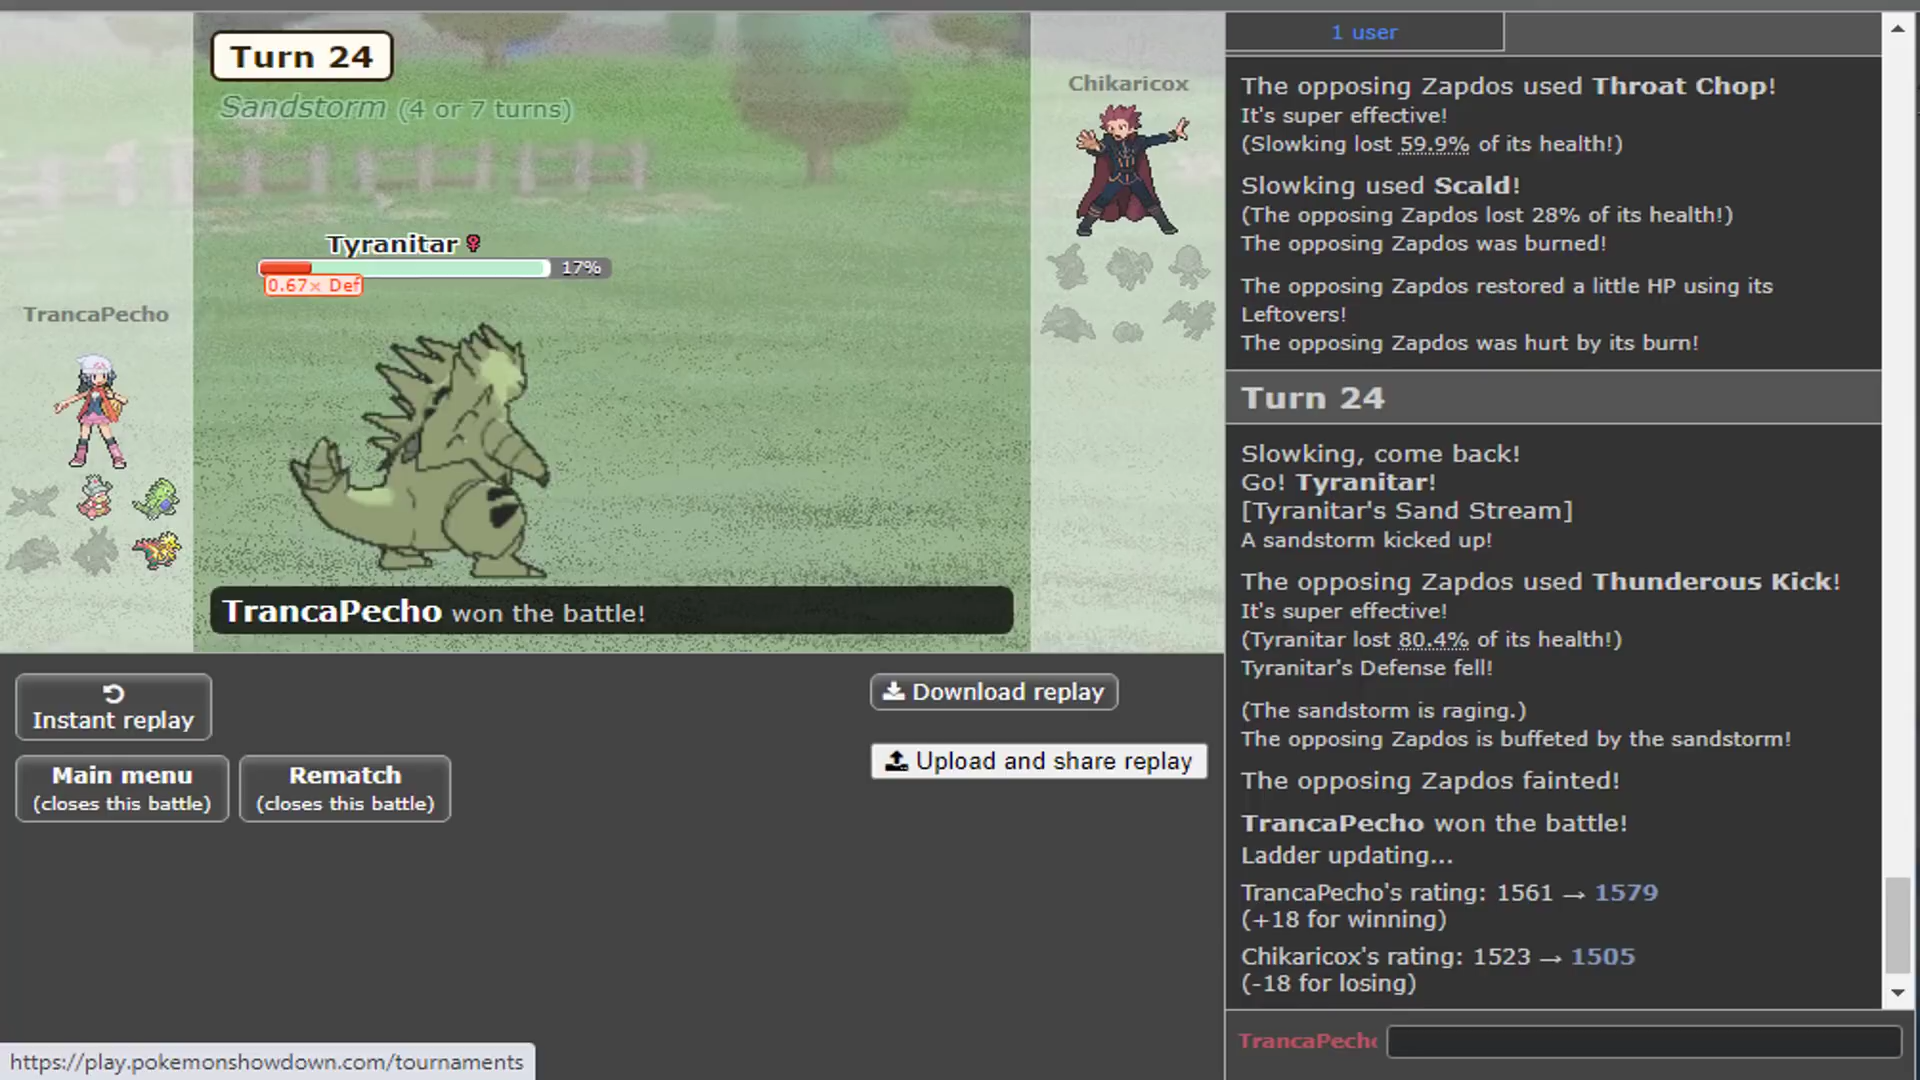 Turn 24
Sandstorm (4 or 7 turns)
Tyranitar ♀
17%
0.67× Def
TrancaPecho
Chikaricox
TrancaPecho won the battle!
Instant replay
Main menu
(closes this battle)
Rematch
(closes this battle)
Download replay
Upload and share replay
https://play.pokemonshowdown.com/tournaments
1 user
The opposing Zapdos used Throat Chop!
It's super effective!
(Slowking lost 59.9% of its health!)
Slowking used Scald!
(The opposing Zapdos lost 28% of its health!)
The opposing Zapdos was burned!
The opposing Zapdos restored a little HP using its
Leftovers!
The opposing Zapdos was hurt by its burn!
Turn 24
Slowking, come back!
Go! Tyranitar!
[Tyranitar's Sand Stream]
A sandstorm kicked up!
The opposing Zapdos used Thunderous Kick!
It's super effective!
(Tyranitar lost 80.4% of its health!)
Tyranitar's Defense fell!
(The sandstorm is raging.)
The opposing Zapdos is buffeted by the sandstorm!
The opposing Zapdos fainted!
TrancaPecho won the battle!
Ladder updating...
TrancaPecho's rating: 1561 → 1579
(+18 for winning)
Chikaricox's rating: 1523 → 1505
(-18 for losing)
TrancaPecho